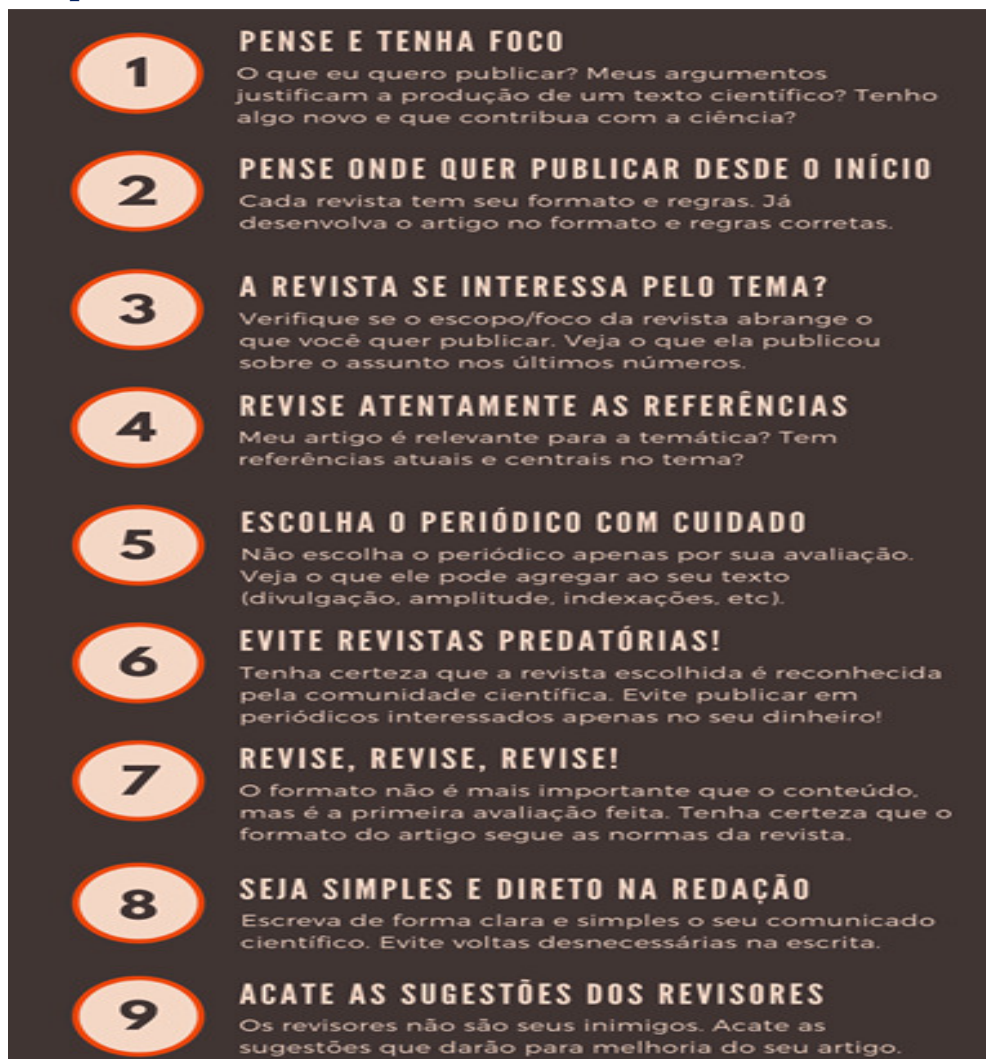 1
PENSE E TENHA FOCO
O que eu quero publicar? Meus argumentos
justificam a produção de um texto científico? Tenho
algo novo e que contribua com a ciência?
2
PENSE ONDE QUER PUBLICAR DESDE O INÍCIO
Cada revista tem seu formato e regras. Já
desenvolva o artigo no formato e regras corretas.
3
A REVISTA SE INTERESSA PELO TEMA?
Verifique se o escopo/foco da revista abrange o
que você quer publicar. Veja o que ela publicou
sobre o assunto nos últimos números.
4
REVISE ATENTAMENTE AS REFERÊNCIAS
Meu artigo é relevante para a temática? Tem
referências atuais e centrais no tema?
5
ESCOLHA O PERIÓDICO COM CUIDADO
Não escolha o periódico apenas por sua avaliação.
Veja o que ele pode agregar ao seu texto
(divulgação, amplitude, indexações, etc).
6
EVITE REVISTAS PREDATÓRIAS!
Tenha certeza que a revista escolhida é reconhecida
pela comunidade científica. Evite publicar em
periódicos interessados apenas no seu dinheiro!
7
REVISE, REVISE, REVISE!
O formato não é mais importante que o conteúdo,
mas é a primeira avaliação feita. Tenha certeza que o
formato do artigo segue as normas da revista.
8
SEJA SIMPLES E DIRETO NA REDAÇÃO
Escreva de forma clara e simples o seu comunicado
científico. Evite voltas desnecessárias na escrita.
9
ACATE AS SUGESTÕES DOS REVISORES
Os revisores não são seus inimigos. Acate as
sugestões que darão para melhoria do seu artigo.